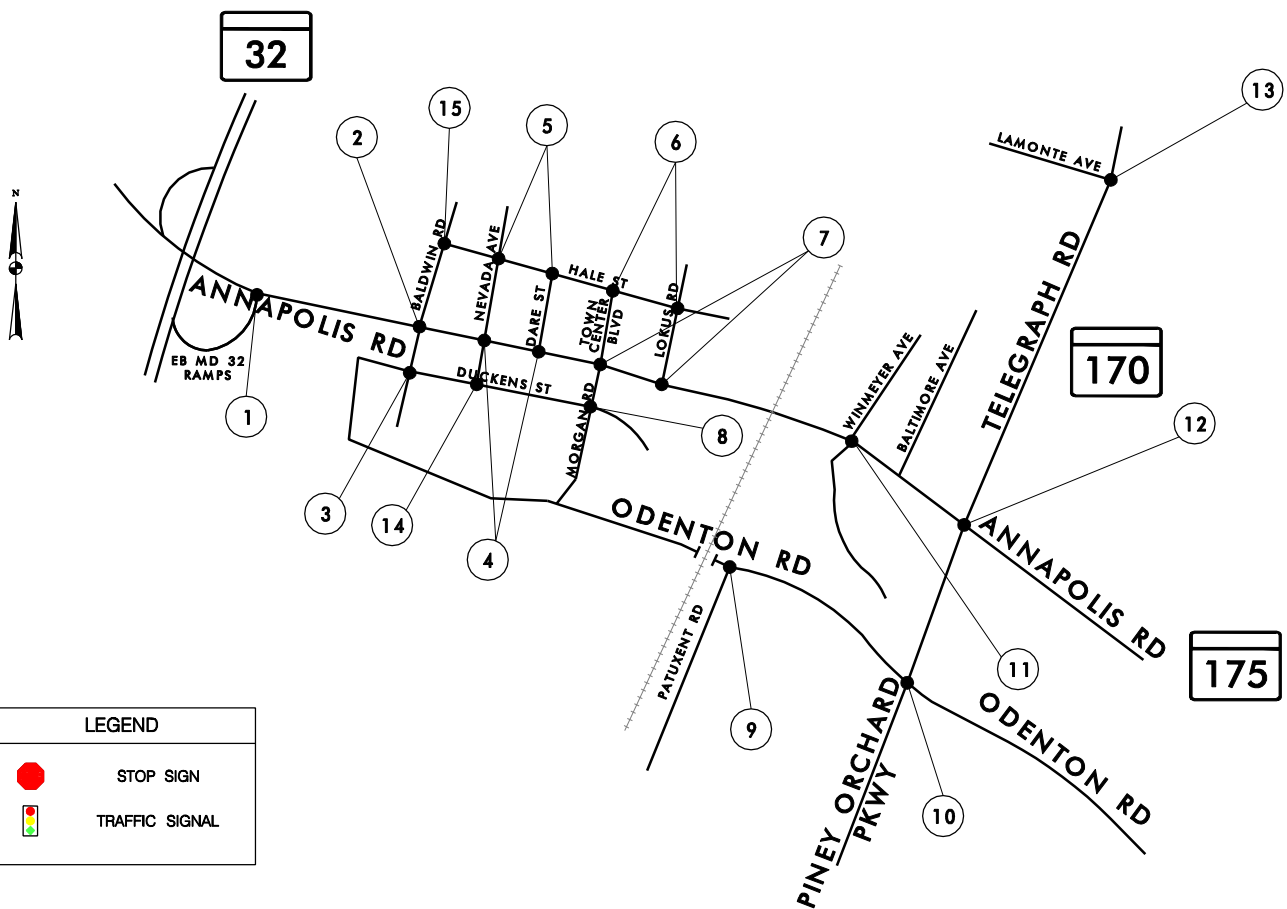 32
13
15
5
2
6
LAMONTE AVE
N
7
BALDWIN RD
NEVADA AVE
HALE ST
DARE ST
TOWN
CENTER
BLVD
LOKUS RD
TELEGRAPH RD
ANNAPOLIS RD
EB MD 32
RAMPS
DUCKENS ST
MORGAN RD
WINMEYER AVE
BALTIMORE AVE
170
1
8
12
3
14
4
ODENTON RD
ANNAPOLIS RD
PATUXENT RD
11
175
9
ODENTON RD
10
PINEY ORCHARD
PKWY
LEGEND
STOP SIGN
TRAFFIC SIGNAL